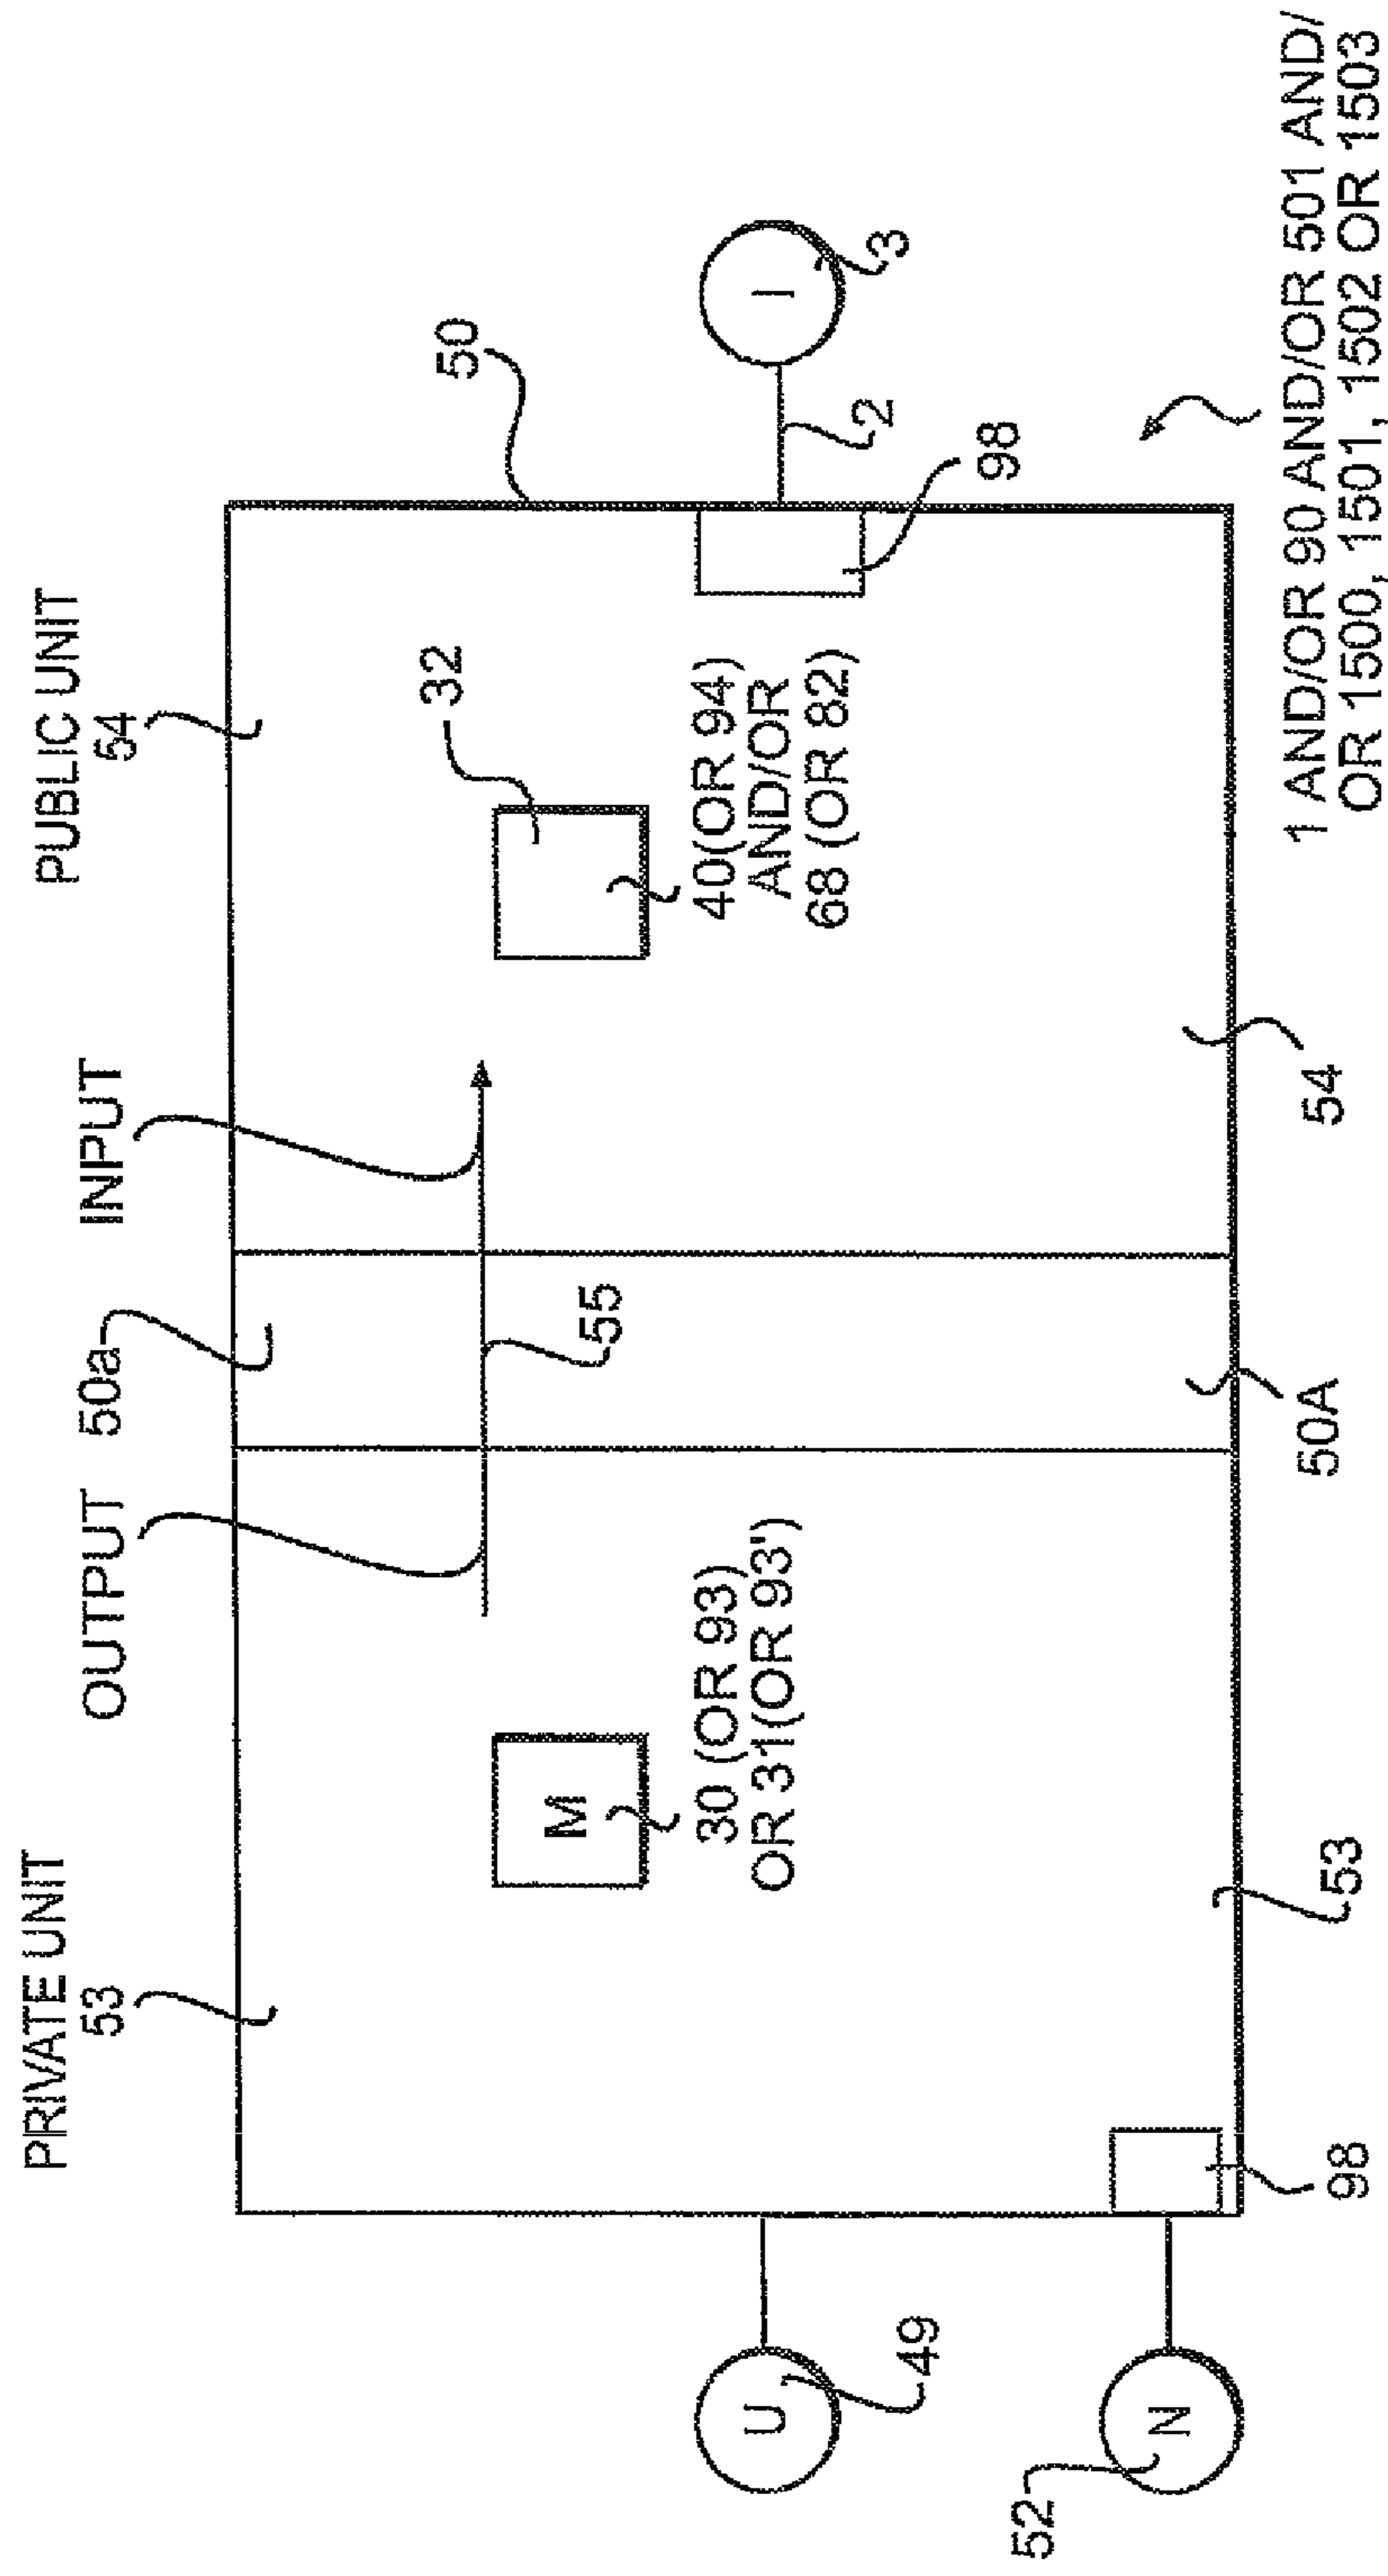 PRIVATE UNIT
53
OUTPUT
50a
INPUT
PUBLIC UNIT
54
50
32
M
30 (OR 93)
OR 31(OR 93')
55
40(OR 94)
AND/OR
68 (OR 82)
U
49
I
3
2
98
N
52
98
53
50A
54
1 AND/OR 90 AND/OR 501 AND/
OR 1500, 1501, 1502 OR 1503